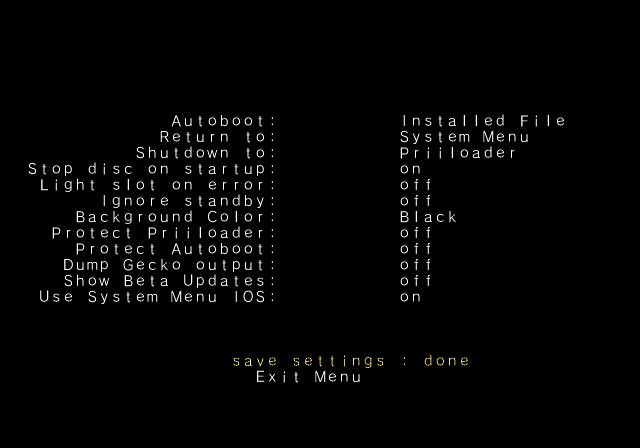 Autoboot: Installed File
Return to: System Menu
Shutdown to: Priiloader
Stop disc on startup: on
Light slot on error: off
Ignore standby: off
Background Color: Black
Protect Priiloader: off
Protect Autoboot: off
Dump Gecko output: off
Show Beta Updates: off
Use System Menu IOS: on
save settings : done
Exit Menu